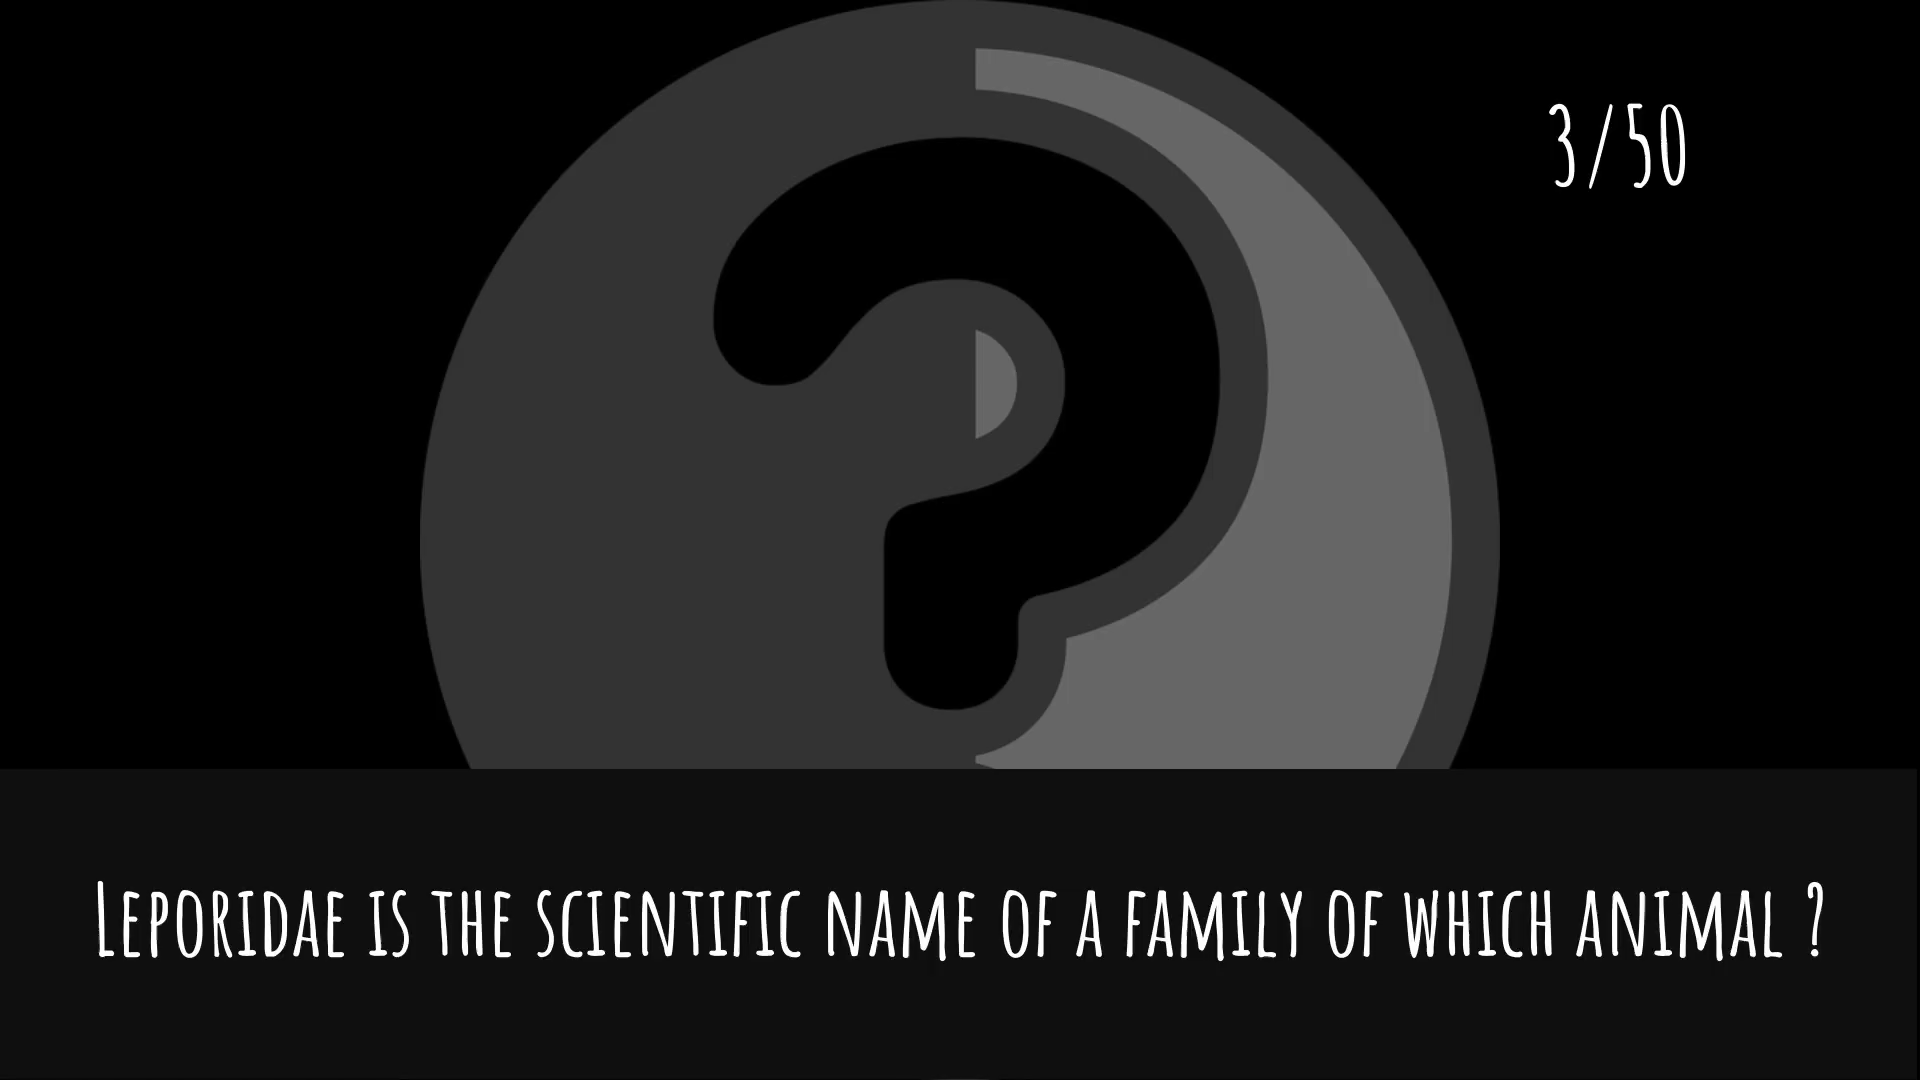 3/50
Leporidae is the scientific name of a family of which animal ?